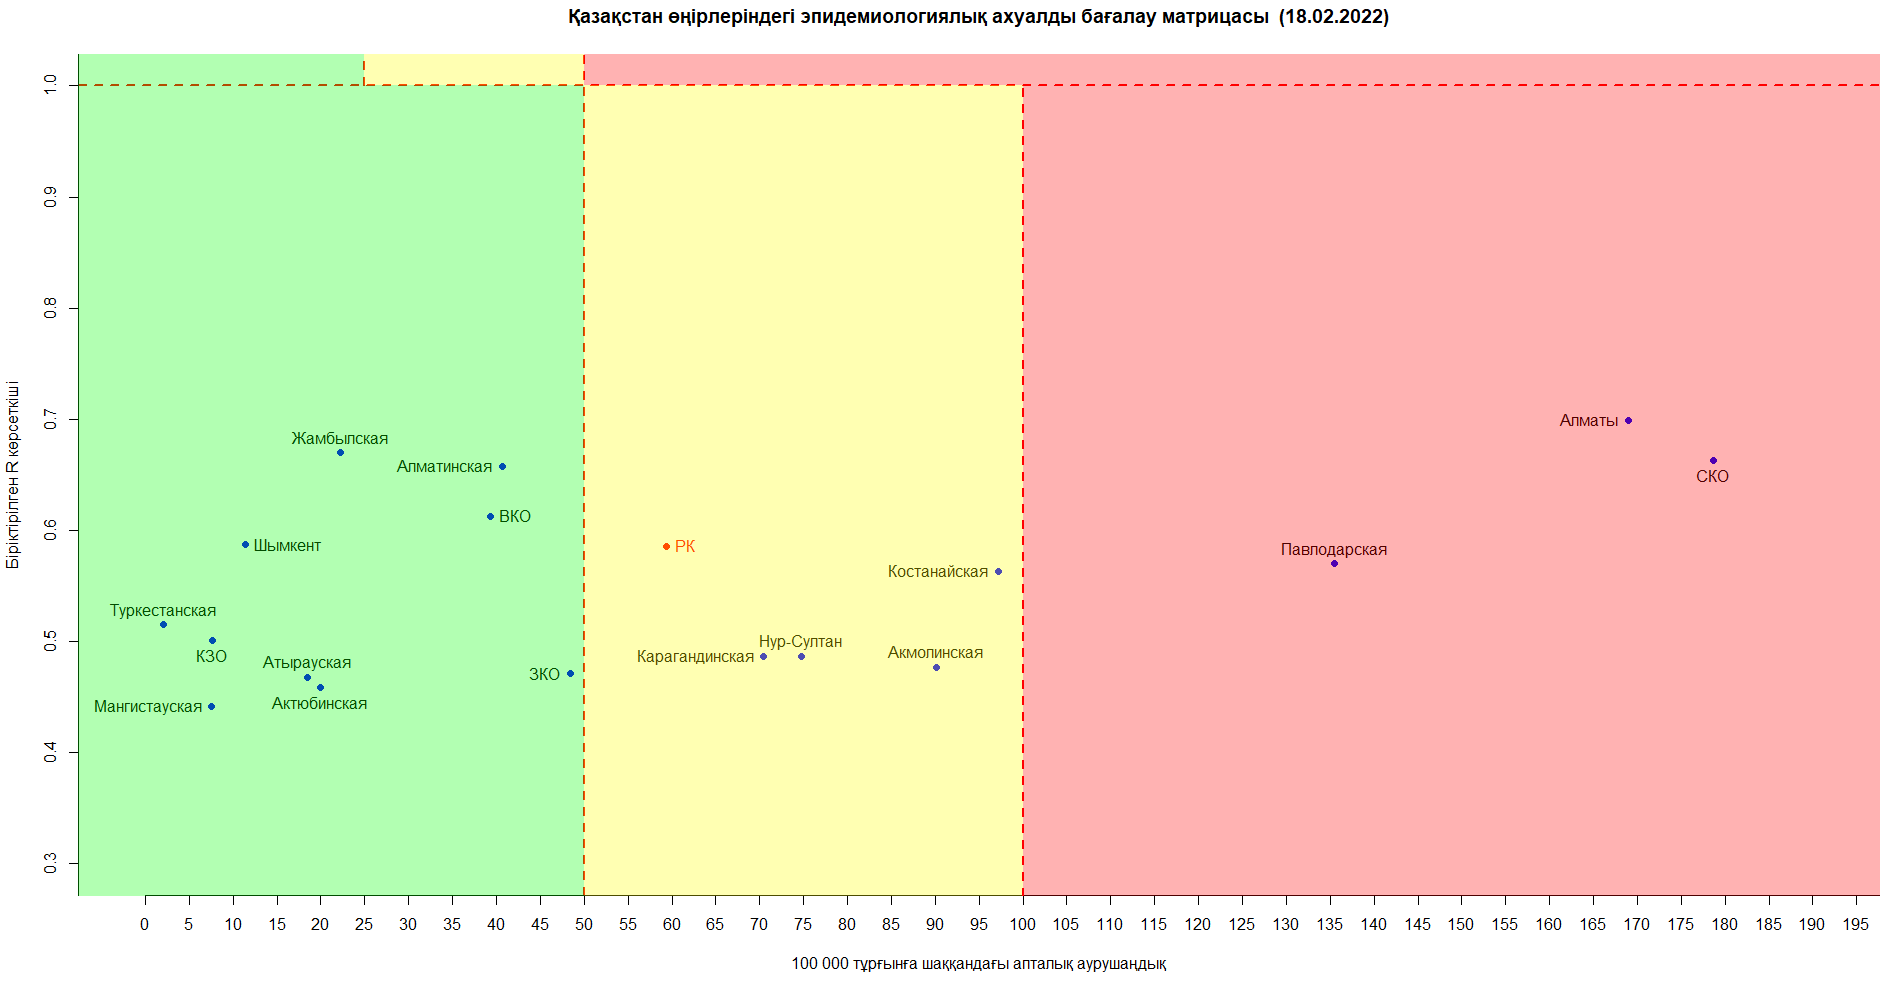 Қазақстан өңірлеріндегі эпидемиологиялық ахуалды бағалау матрицасы (18.02.2022)
Біріктірілген R көрсеткіші
1.0
0.9
0.8
0.7
0.6
0.5
0.4
0.3
Алматы
Жамбылская
Алматинская
СКО
ВКО
Шымкент
РК
Павлодарская
Костанайская
Туркестанская
Нур-Султан
КЗО
Карагандинская
Акмолинская
Атырауская
ЗКО
Актюбинская
Мангистауская
0 5 10 15 20 25 30 35 40 45 50 55 60 65 70 75 80 85 90 95 100 105 110 115 120 125 130 135 140 145 150 155 160 165 170 175 180 185 190 195
100 000 тұрғынға шаққандағы апталық аурушаңдық